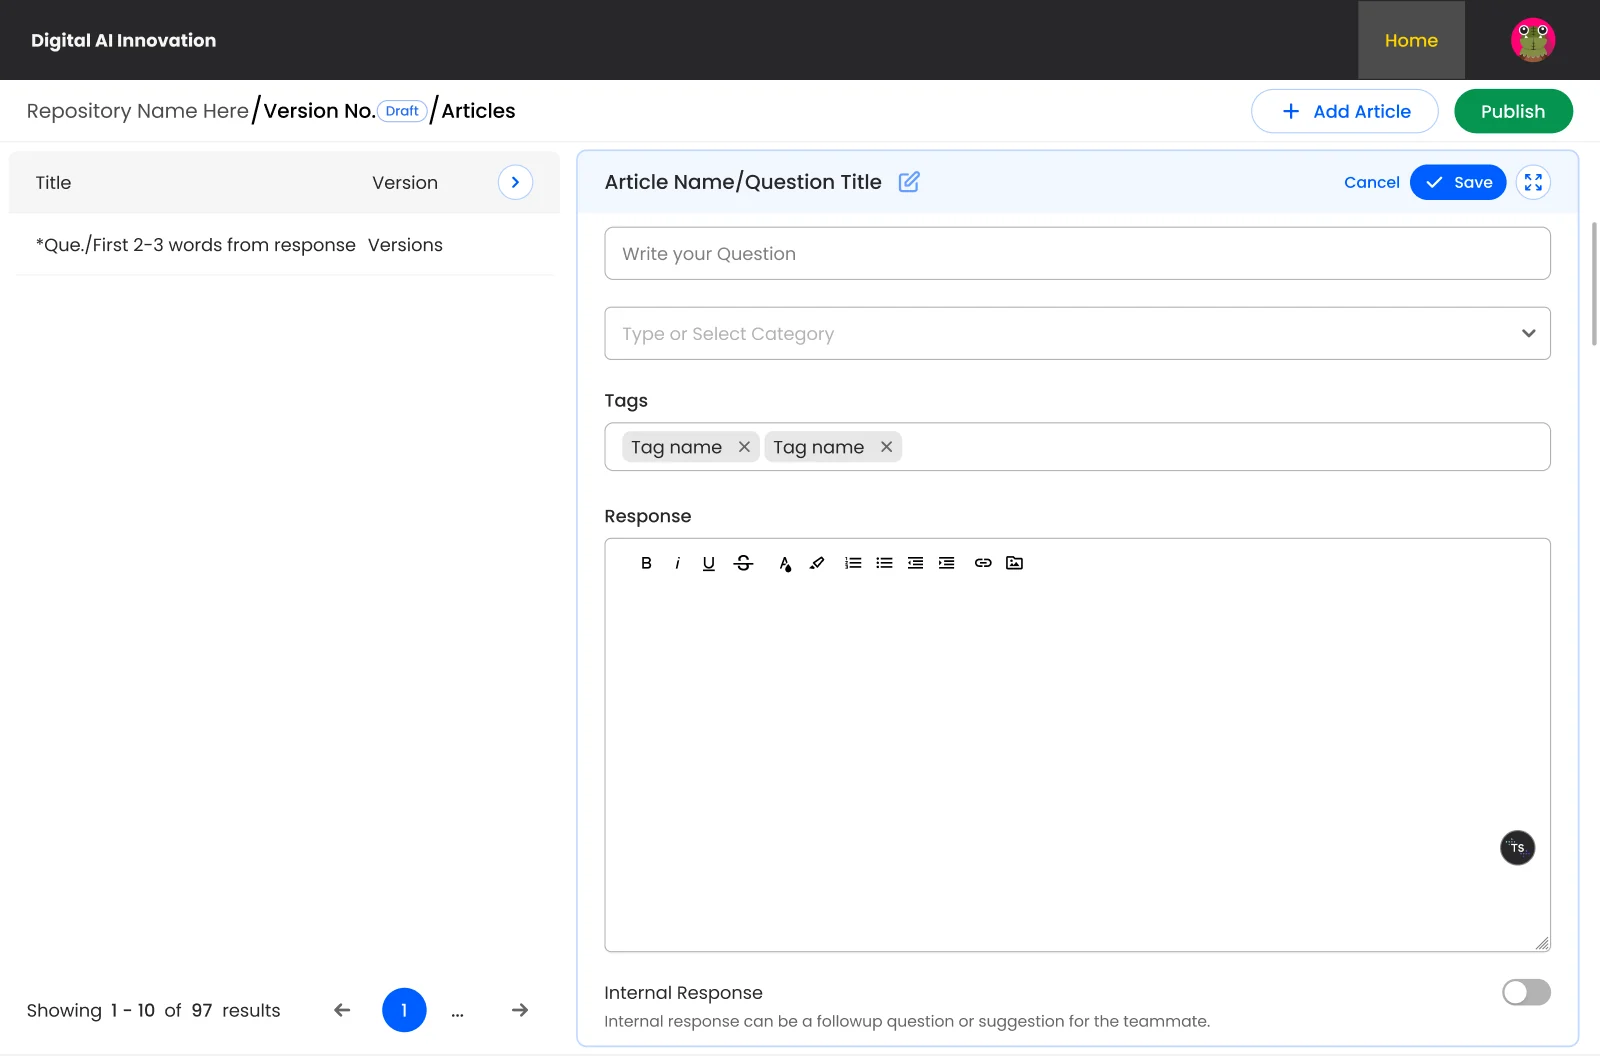 Digital AI Innovation
Home
Repository Name Here/Version No. Draft /Articles
+ Add Article
Publish
Title Version
*Que./First 2-3 words from response Versions
Showing 1 - 10 of 97 results
1 ...
Article Name/Question Title
Cancel
Save
Write your Question
Type or Select Category
Tags
Tag name × Tag name ×
Response
B i U S A
TS
Internal Response
Internal response can be a followup question or suggestion for the teammate.